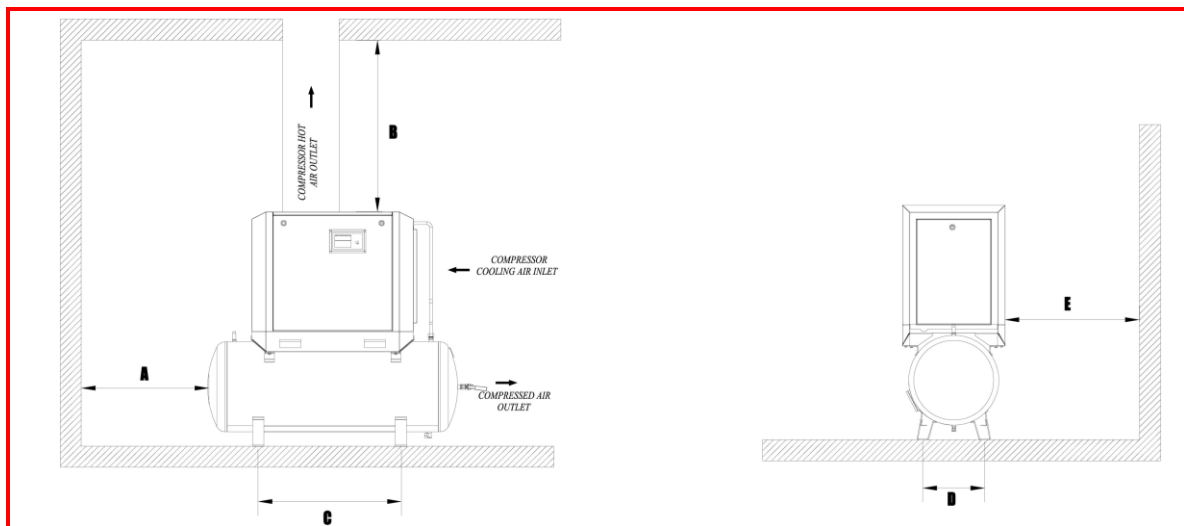 B
COMPRESSOR HOT
AIR OUTLET
COMPRESSOR
COOLING AIR INLET
A
COMPRESSED AIR
OUTLET
C
E
D